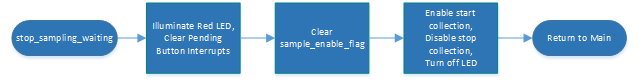 stop_sampling_waiting
Illuminate Red LED,
Clear Pending
Button Interrupts
Clear
sample_enable_flag
Enable start
collection,
Disable stop
collection,
Turn off LED
Return to Main